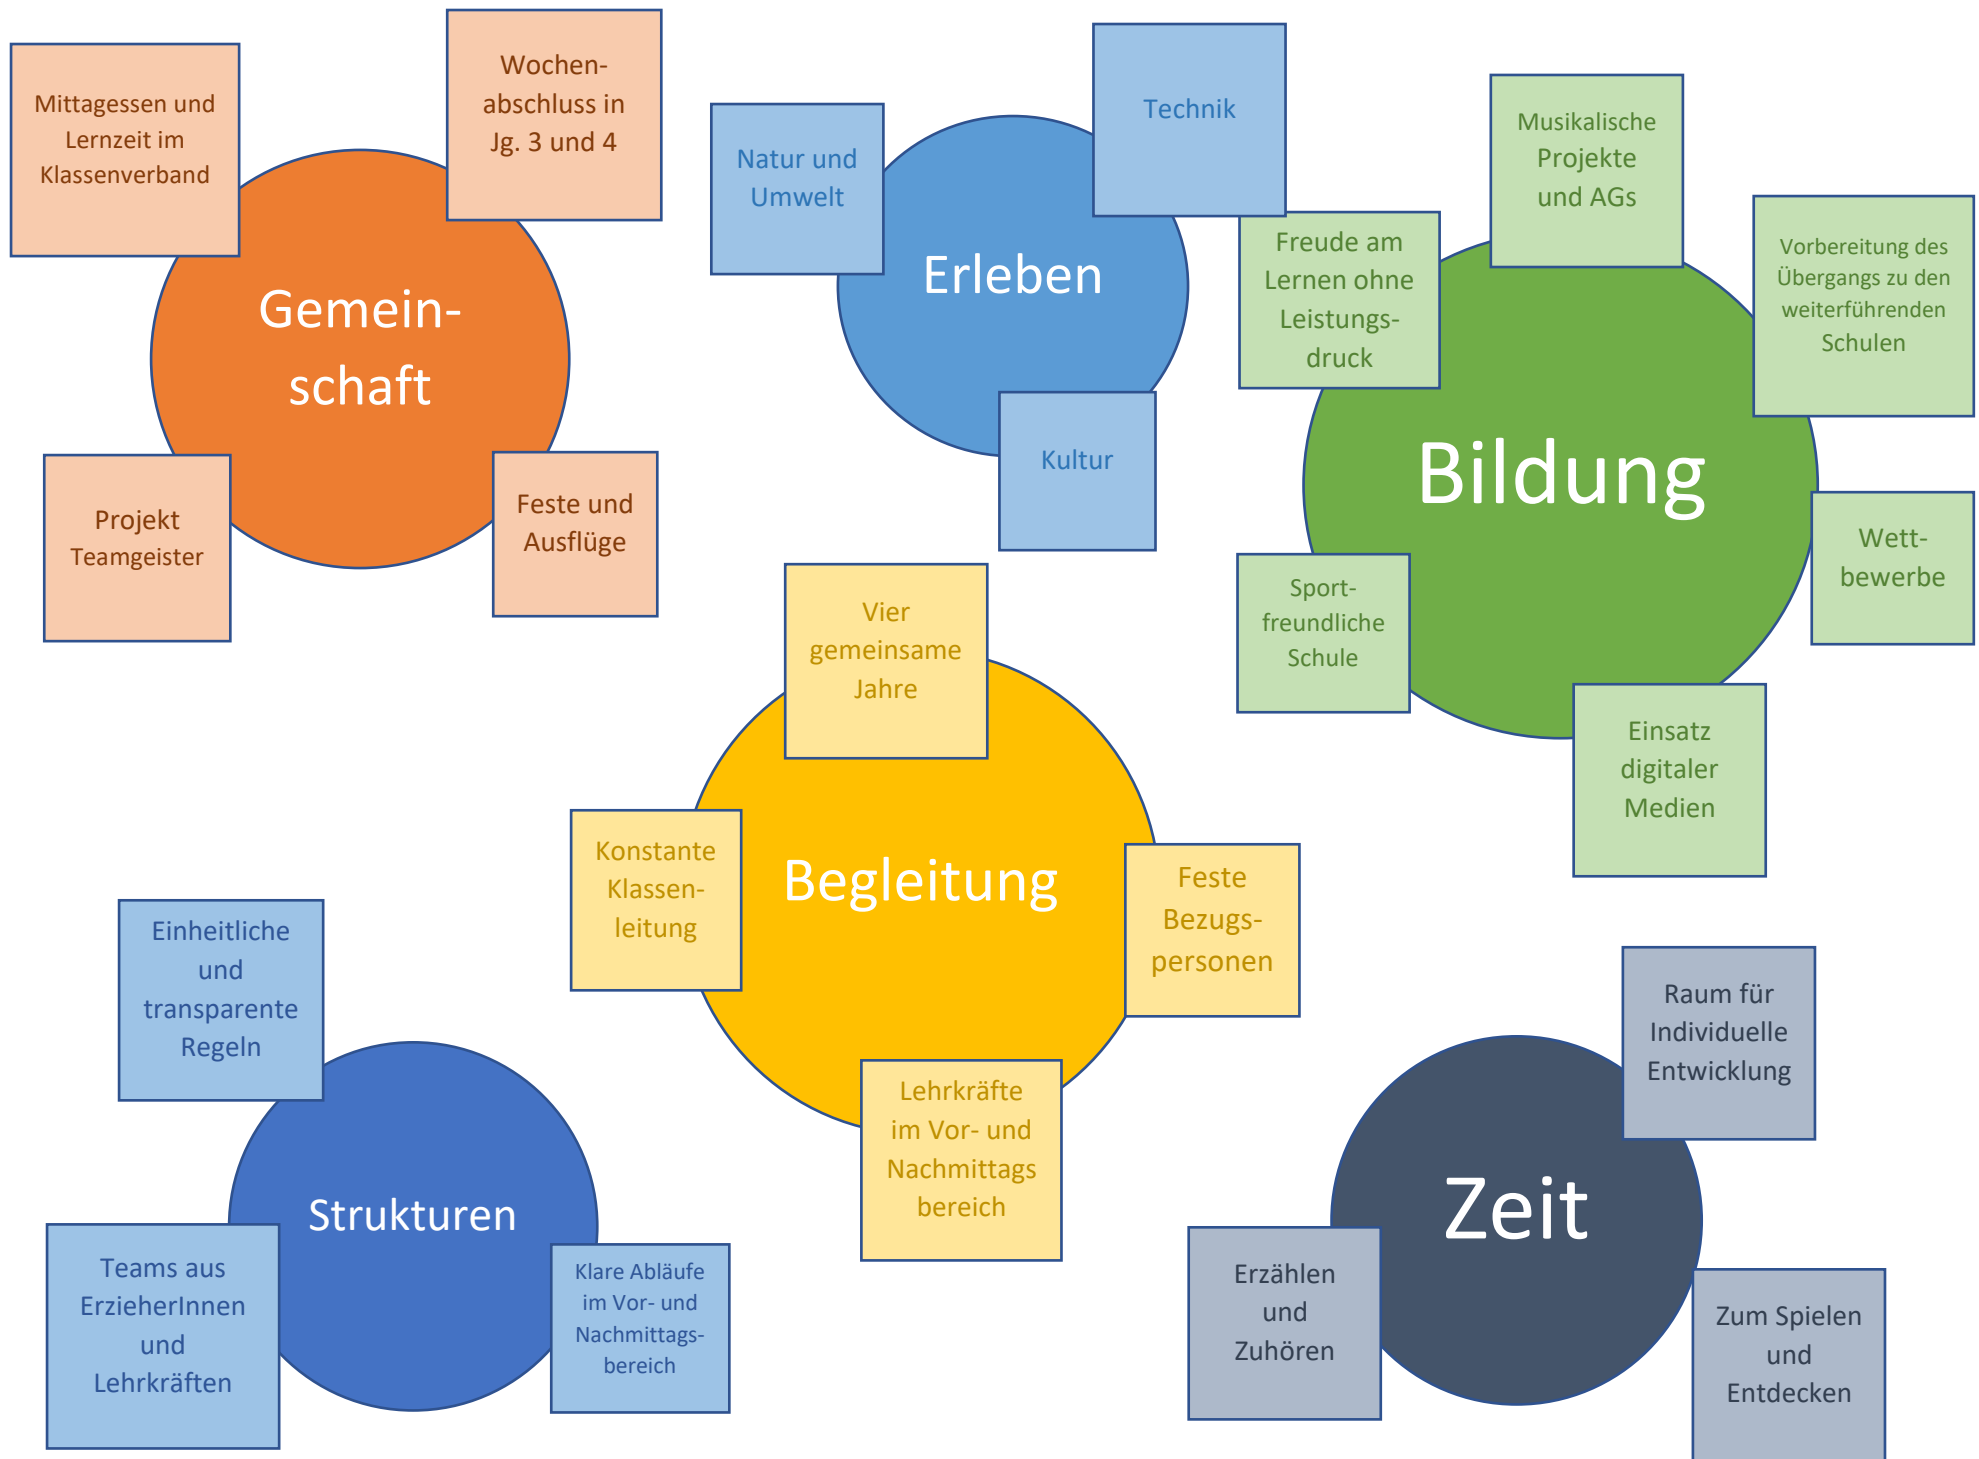 Mittagessen und
Lernzeit im
Klassenverband
Wochen-
abschluss in
Jg. 3 und 4
Gemein-
schaft
Projekt
Teamgeister
Feste und
Ausflüge
Natur und
Umwelt
Technik
Erleben
Kultur
Freude am
Lernen ohne
Leistungs-
druck
Musikalische
Projekte
und AGs
Vorbereitung des
Übergangs zu den
weiterführenden
Schulen
Bildung
Wett-
bewerbe
Sport-
freundliche
Schule
Einsatz
digitaler
Medien
Vier
gemeinsame
Jahre
Konstante
Klassen-
leitung
Begleitung
Feste
Bezugs-
personen
Lehrkräfte
im Vor- und
Nachmittags
bereich
Einheitliche
und
transparente
Regeln
Strukturen
Teams aus
ErzieherInnen
und
Lehrkräften
Klare Abläufe
im Vor- und
Nachmittags-
bereich
Raum für
Individuelle
Entwicklung
Zeit
Erzählen
und
Zuhören
Zum Spielen
und
Entdecken